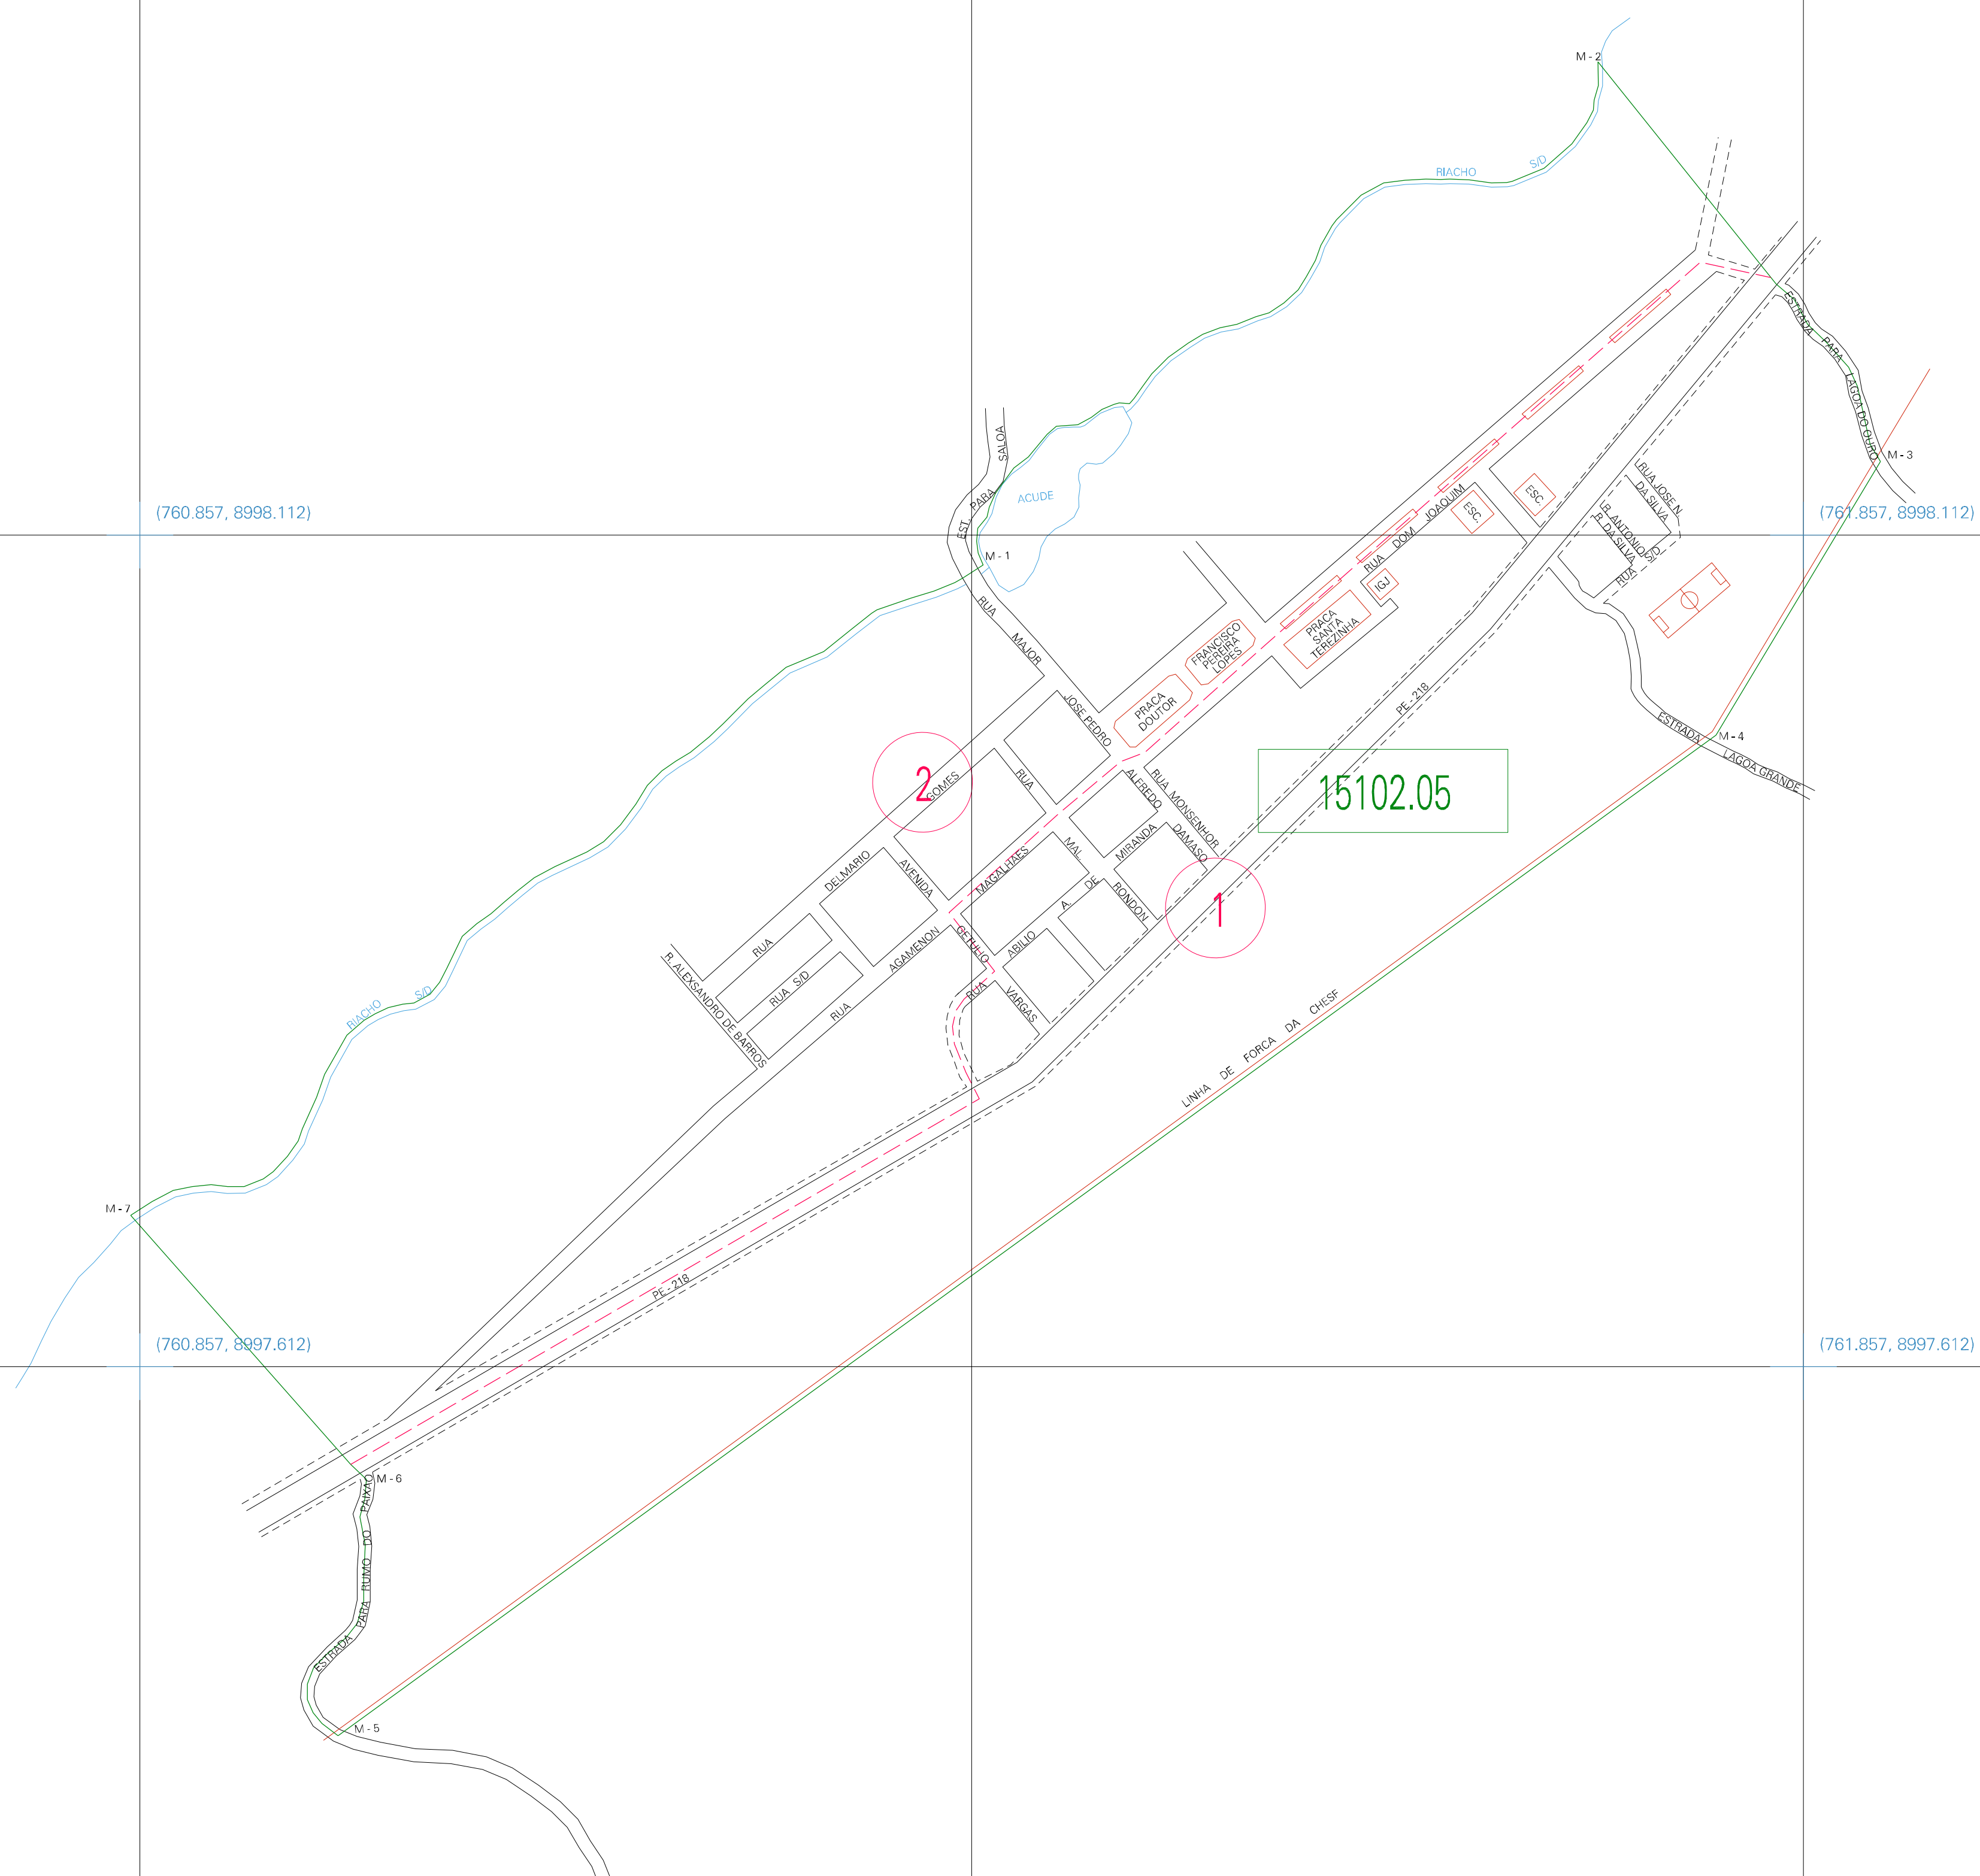 M - 2
RIACHO S/D
ESTRADA PARA LAGOA DO OURO
M - 3
EST. PARA SALOA
ACUDE
(760.857, 8998.112)
(761.857, 8998.112)
M - 1
RUA MAJOR JOSE PEDRO
RUA DOM JOAQUIM
ESC.
ESC.
IGJ
RUA JOSE N.
DA SILVA
R. ANTONIO
R. DA SILVA
RUA S/D
PRACA
SANTA
TEREZINHA
FRANCISCO
PEREIRA
LOPES
PRACA
DOUTOR
PE - 218
ESTRADA LAGOA GRANDE
M - 4
2
15102.05
1
RUA DELMARIO GOMES
RUA ALFREDO DAMASO
RUA MONSENHOR
AVENIDA MAL. RONDON
RUA AGAMENON MAGALHAES
GETULIO VARGAS
RUA ABILIO A. DE MIRANDA
RUA S/D
R. ALEXSANDRO DE BARROS
RIACHO S/D
LINHA DE FORCA DA CHESF
M - 7
PE - 218
(760.857, 8997.612)
(761.857, 8997.612)
M - 6
ESTRADA PARA RUMO DO PAIXAO
M - 5